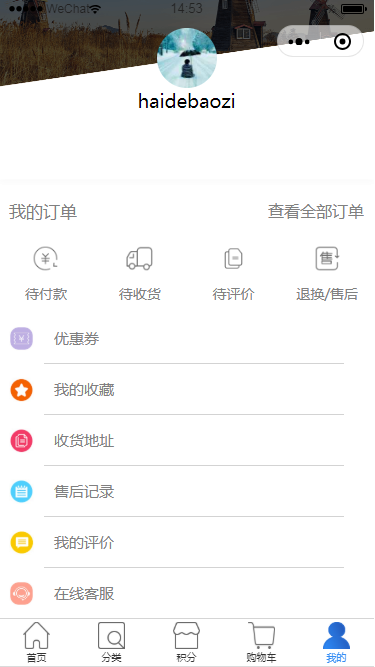 WeChat
14:53
haidebaozi
我的订单
查看全部订单
售
待付款
待收货
待评价
退换/售后
优惠券
我的收藏
收货地址
售后记录
我的评价
在线客服
首页
分类
积分
购物车
我的